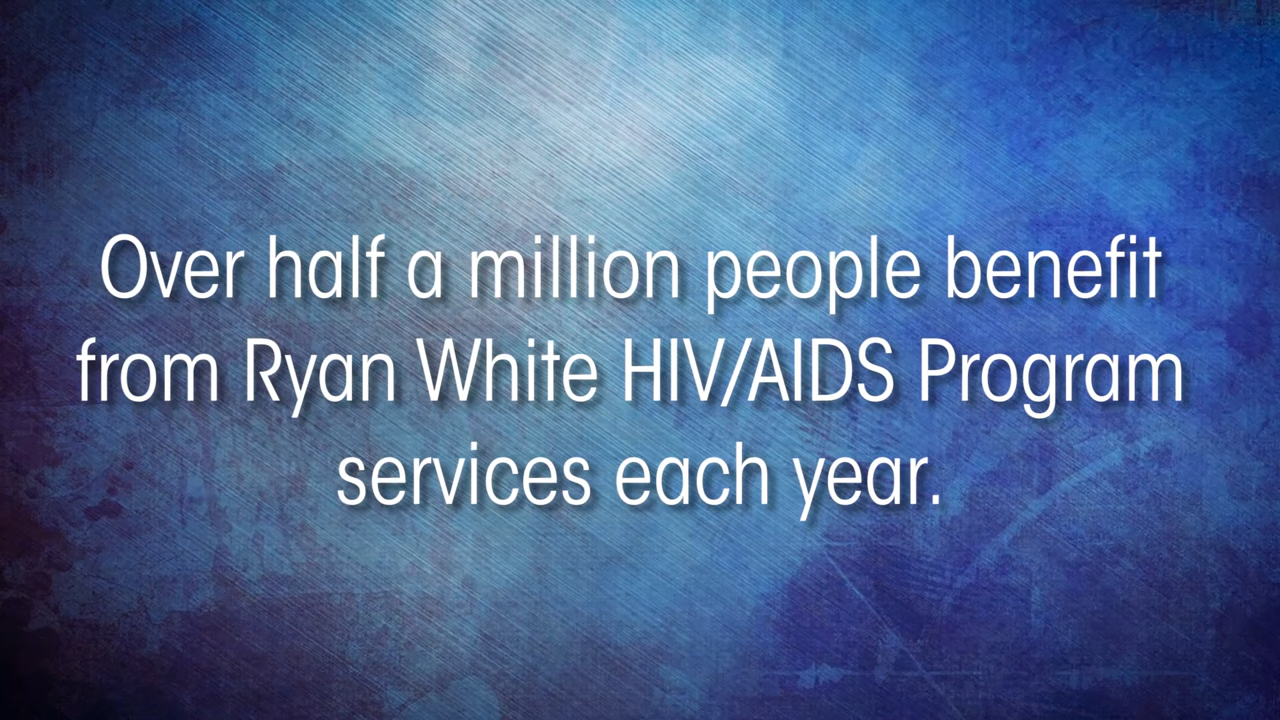 Over half a million people benefit
from Ryan White HIV/AIDS Program
services each year.